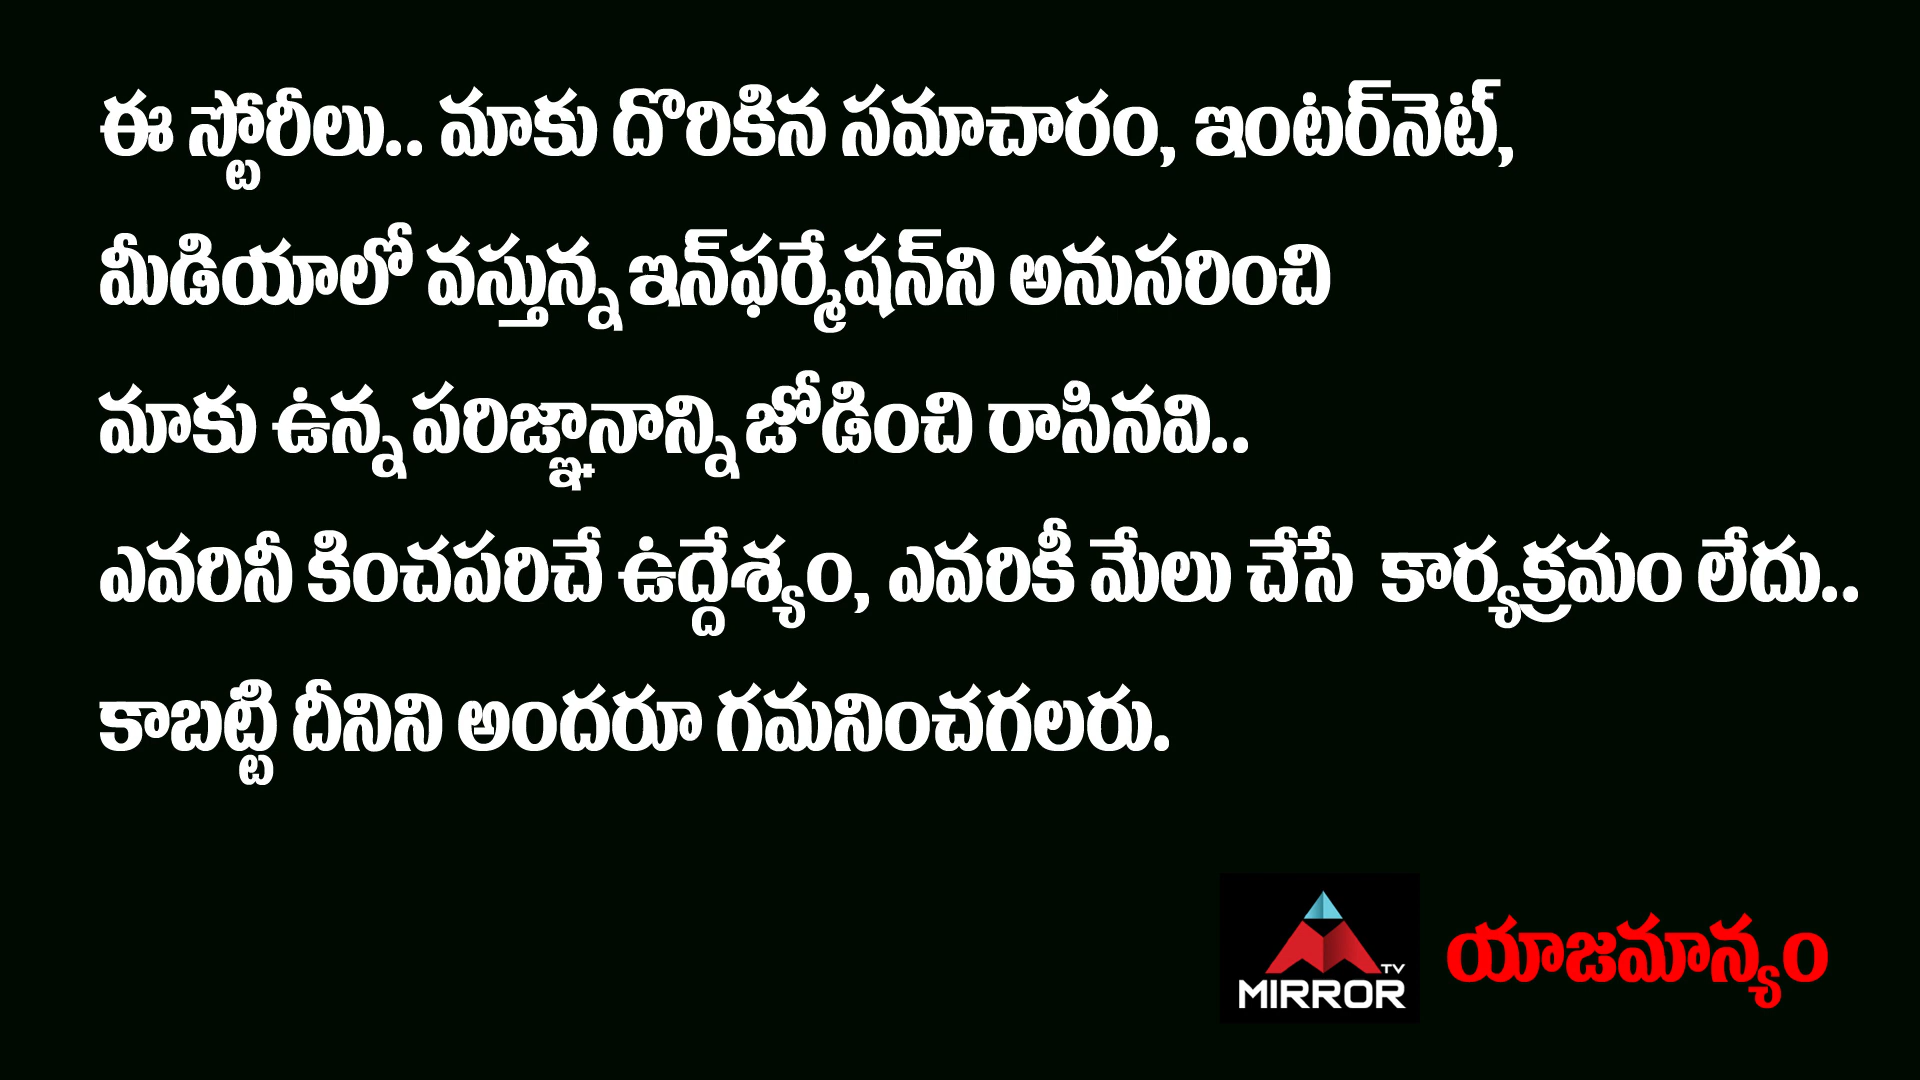 ఈ స్టోరీలు.. మాకు దొరికిన సమాచారం, ఇంటర్‌నెట్,
మీడియాలో వస్తున్న ఇన్‌ఫర్మేషన్‌ని అనుసరించి
మాకు ఉన్న పరిజ్ఞానాన్ని జోడించి రాసినవి..
ఎవరినీ కించపరిచే ఉద్దేశ్యం, ఎవరికీ మేలు చేసే కార్యక్రమం లేదు..
కాబట్టి దీనిని అందరూ గమనించగలరు.
TV
MIRROR
యాజమాన్యం